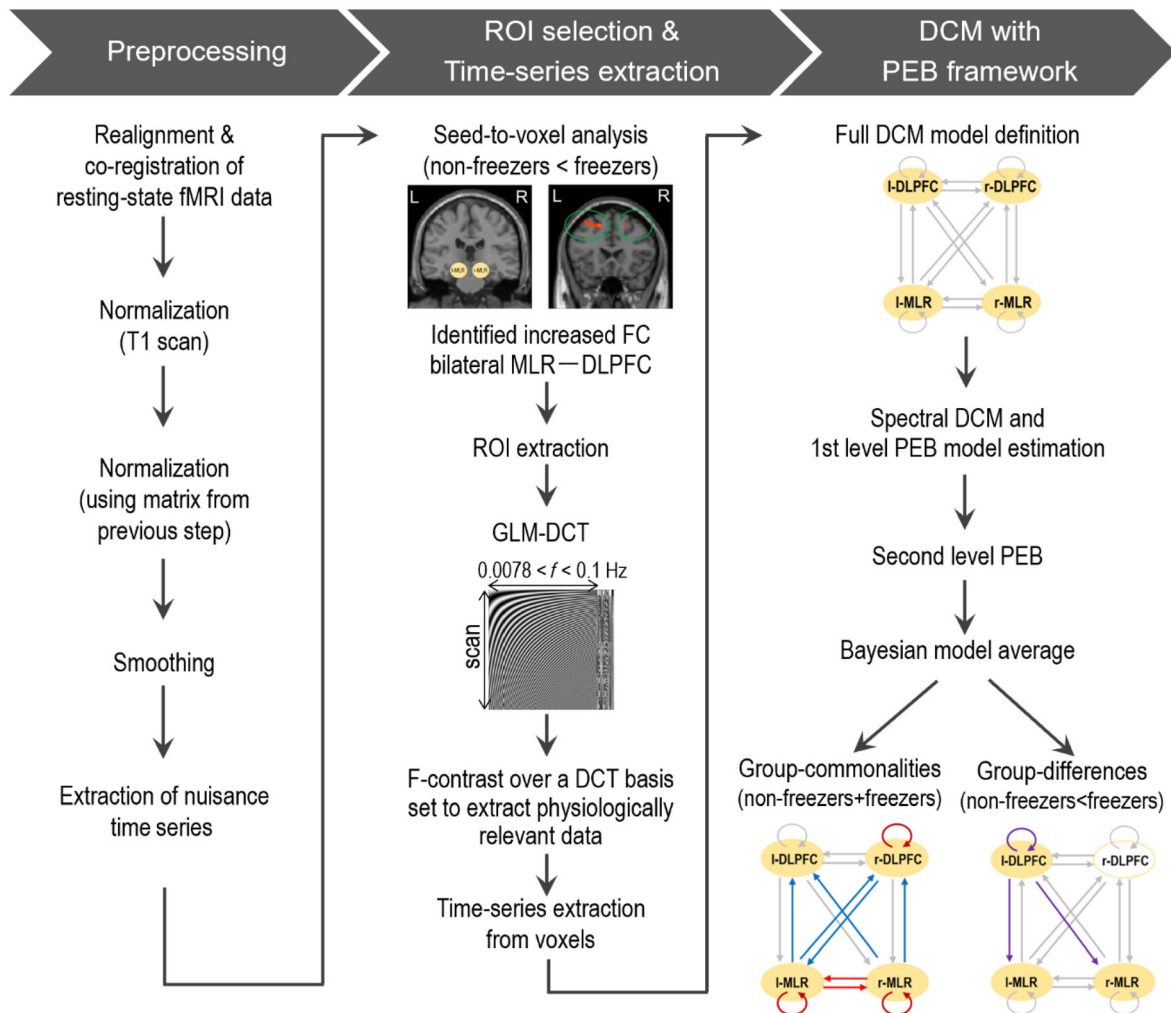 Preprocessing
ROI selection &
Time-series extraction
DCM with
PEB framework
Realignment &
co-registration of
resting-state fMRI data
Normalization
(T1 scan)
Normalization
(using matrix from
previous step)
Smoothing
Extraction of nuisance
time series
Seed-to-voxel analysis
(non-freezers < freezers)
L R
L R
l-MLR r-MLR
Identified increased FC
bilateral MLR—DLPFC
ROI extraction
GLM-DCT
0.0078 < f < 0.1 Hz
scan
F-contrast over a DCT basis
set to extract physiologically
relevant data
Time-series extraction
from voxels
Full DCM model definition
l-DLPFC r-DLPFC
l-MLR r-MLR
Spectral DCM and
1st level PEB model estimation
Second level PEB
Bayesian model average
Group-commonalities
(non-freezers+freezers)
l-DLPFC r-DLPFC
l-MLR r-MLR
Group-differences
(non-freezers<freezers)
l-DLPFC r-DLPFC
l-MLR r-MLR